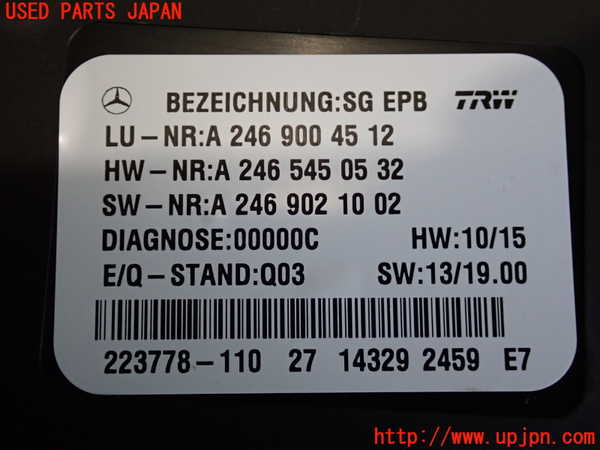 USED PARTS JAPAN
BEZEICHNUNG:SG EPB TRW
LU-NR:A 246 900 45 12
HW-NR:A 246 545 05 32
SW-NR:A 246 902 10 02
DIAGNOSE:00000C HW:10/15
E/Q-STAND:Q03 SW:13/19.00
223778-110 27 14329 2459 E7
http://www.upjpn.com